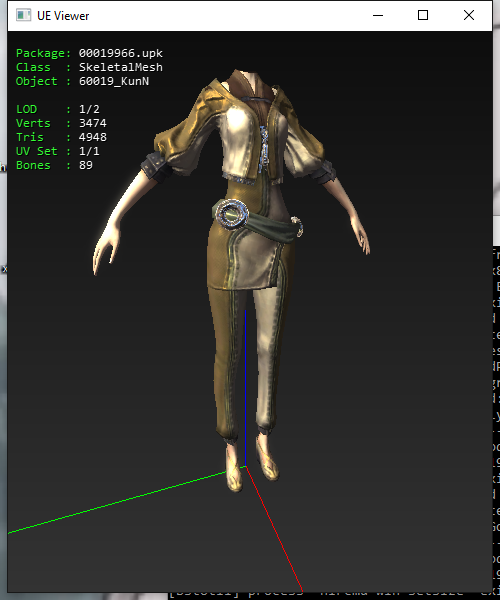 UE Viewer
Package: 00019966.upk
Class : SkeletalMesh
Object : 60019_KunN
LOD : 1/2
Verts : 3474
Tris : 4948
UV Set : 1/1
Bones : 89